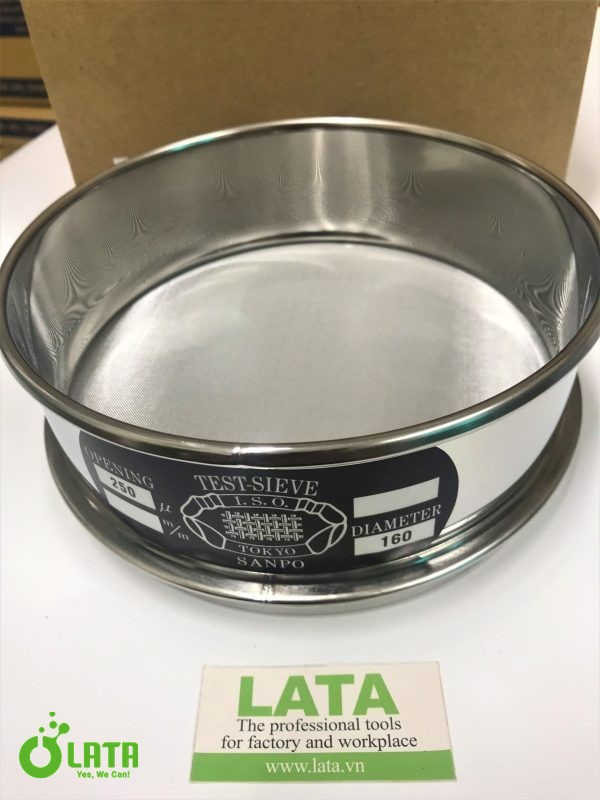 OPENING
250 μ
m/m
TEST-SIEVE
I.S.O.
TOKYO
SANPO
DIAMETER
160
LATA
The professional tools
for factory and workplace
www.lata.vn
LATA
Yes, We Can!